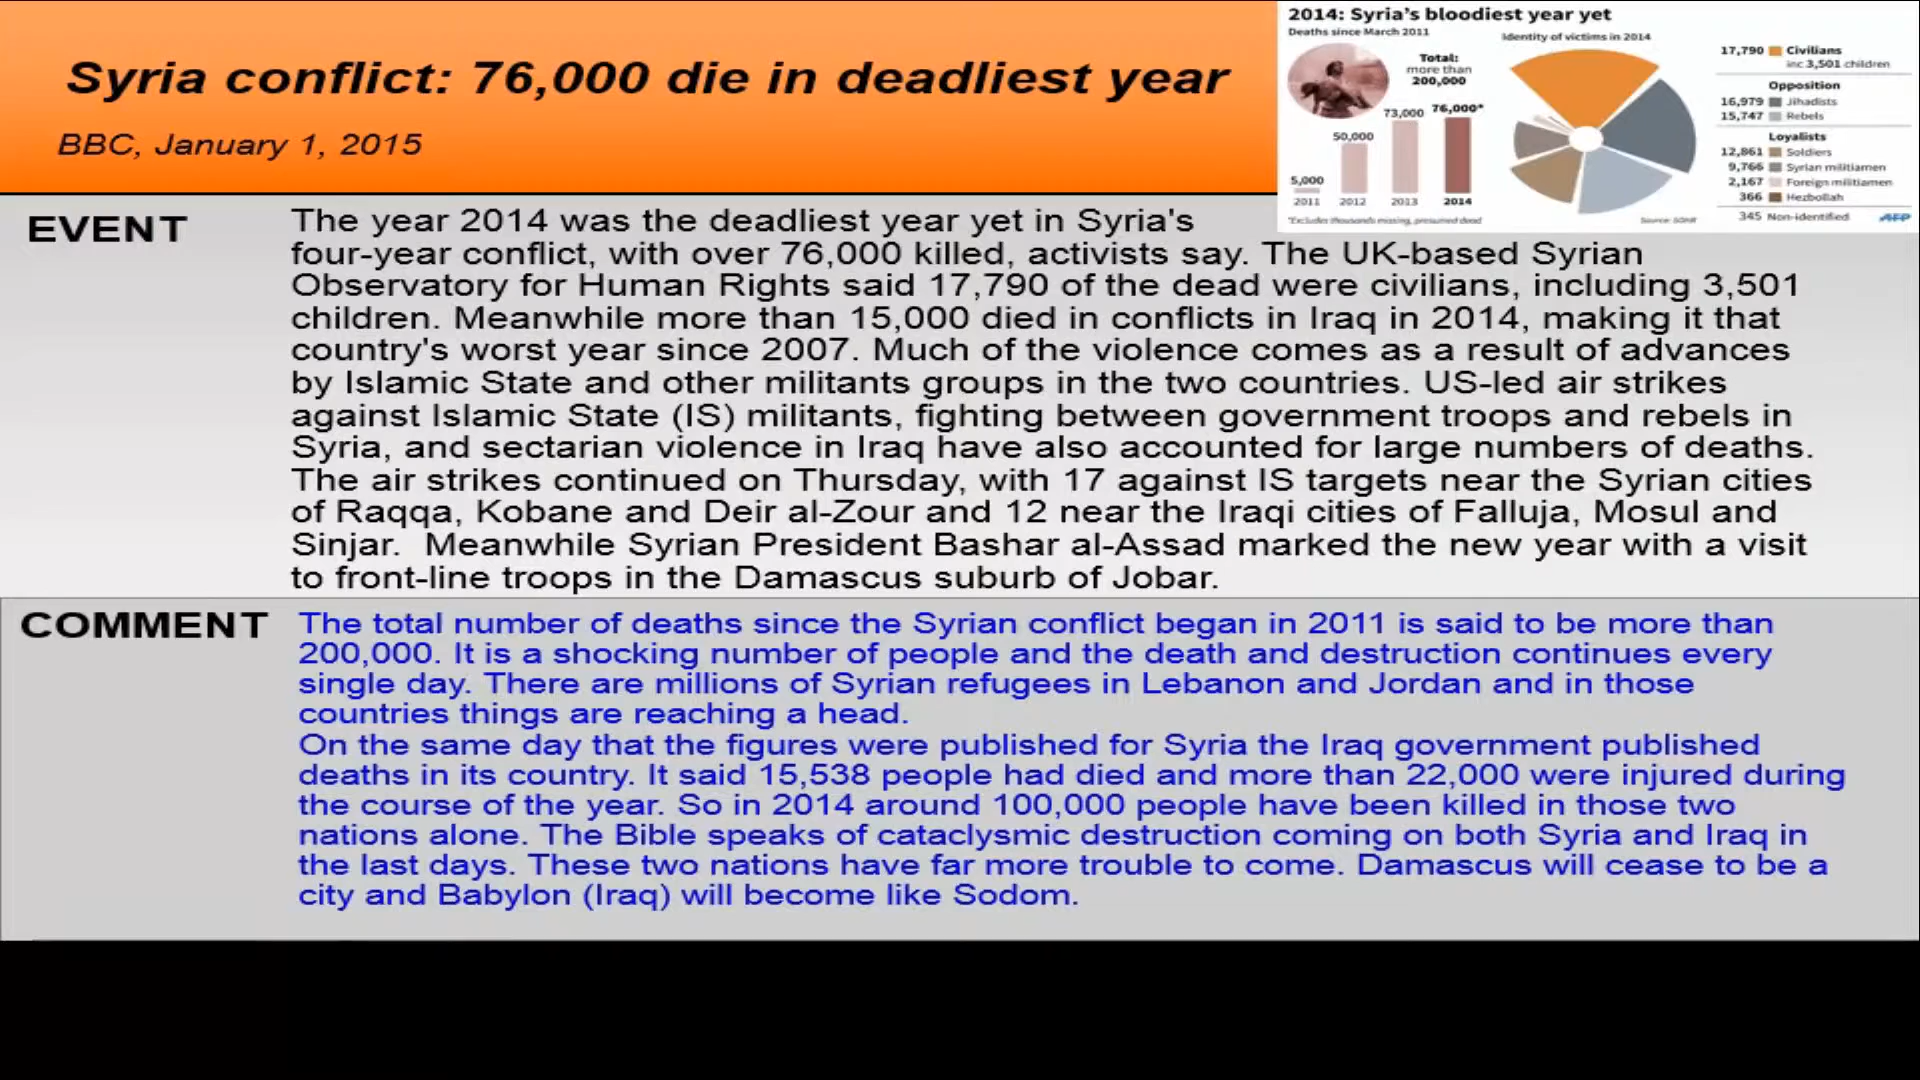 Syria conflict: 76,000 die in deadliest year
BBC, January 1, 2015
2014: Syria's bloodiest year yet
Deaths since March 2011
Total:
more than
200,000
5,000
50,000
73,000
76,000*
2011
2012
2013
2014
*Excludes thousands missing, presumed dead
Identity of victims in 2014
17,790 Civilians
inc 3,501 children
Opposition
16,979 Jihadists
15,747 Rebels
Loyalists
12,861 Soldiers
9,766 Syrian militiamen
2,167 Foreign militiamen
366 Hezbollah
345 Non-identified
Source: SOHR
AFP
EVENT
The year 2014 was the deadliest year yet in Syria's
four-year conflict, with over 76,000 killed, activists say. The UK-based Syrian
Observatory for Human Rights said 17,790 of the dead were civilians, including 3,501
children. Meanwhile more than 15,000 died in conflicts in Iraq in 2014, making it that
country's worst year since 2007. Much of the violence comes as a result of advances
by Islamic State and other militants groups in the two countries. US-led air strikes
against Islamic State (IS) militants, fighting between government troops and rebels in
Syria, and sectarian violence in Iraq have also accounted for large numbers of deaths.
The air strikes continued on Thursday, with 17 against IS targets near the Syrian cities
of Raqqa, Kobane and Deir al-Zour and 12 near the Iraqi cities of Falluja, Mosul and
Sinjar. Meanwhile Syrian President Bashar al-Assad marked the new year with a visit
to front-line troops in the Damascus suburb of Jobar.
COMMENT
The total number of deaths since the Syrian conflict began in 2011 is said to be more than
200,000. It is a shocking number of people and the death and destruction continues every
single day. There are millions of Syrian refugees in Lebanon and Jordan and in those
countries things are reaching a head.
On the same day that the figures were published for Syria the Iraq government published
deaths in its country. It said 15,538 people had died and more than 22,000 were injured during
the course of the year. So in 2014 around 100,000 people have been killed in those two
nations alone. The Bible speaks of cataclysmic destruction coming on both Syria and Iraq in
the last days. These two nations have far more trouble to come. Damascus will cease to be a
city and Babylon (Iraq) will become like Sodom.